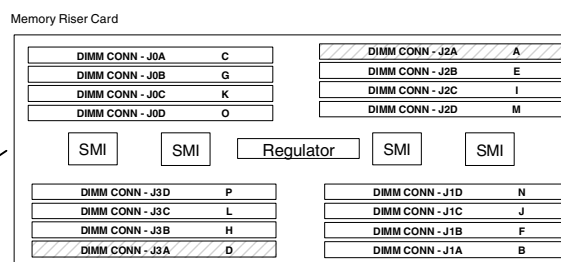 Memory Riser Card
DIMM CONN - J0A C
DIMM CONN - J0B G
DIMM CONN - J0C K
DIMM CONN - J0D O
DIMM CONN - J2A A
DIMM CONN - J2B E
DIMM CONN - J2C I
DIMM CONN - J2D M
SMI SMI Regulator SMI SMI
DIMM CONN - J3D P
DIMM CONN - J3C L
DIMM CONN - J3B H
DIMM CONN - J3A D
DIMM CONN - J1D N
DIMM CONN - J1C J
DIMM CONN - J1B F
DIMM CONN - J1A B